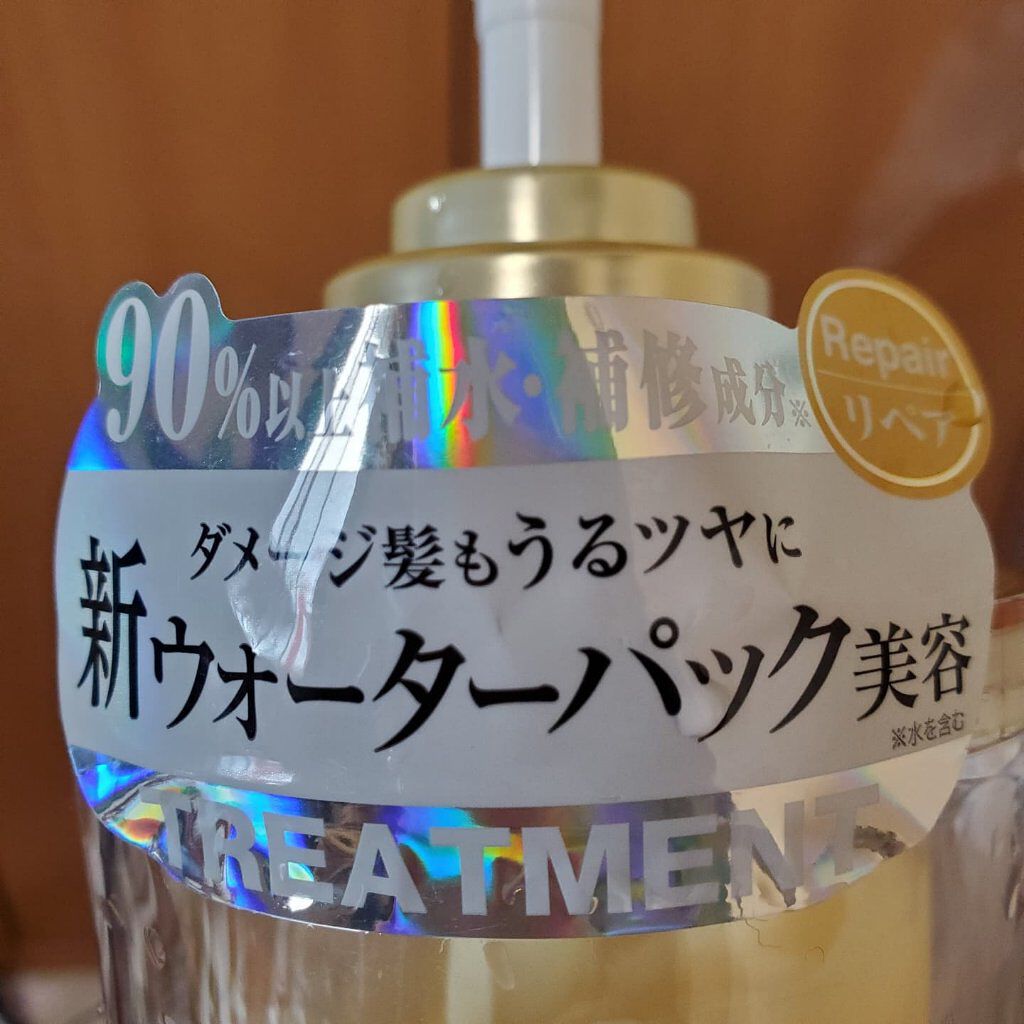 90%以上補水・補修成分※
Repair
リペア
ダメージ髪もうるツヤに
新ウォーターパック美容
※水を含む
TREATMENT